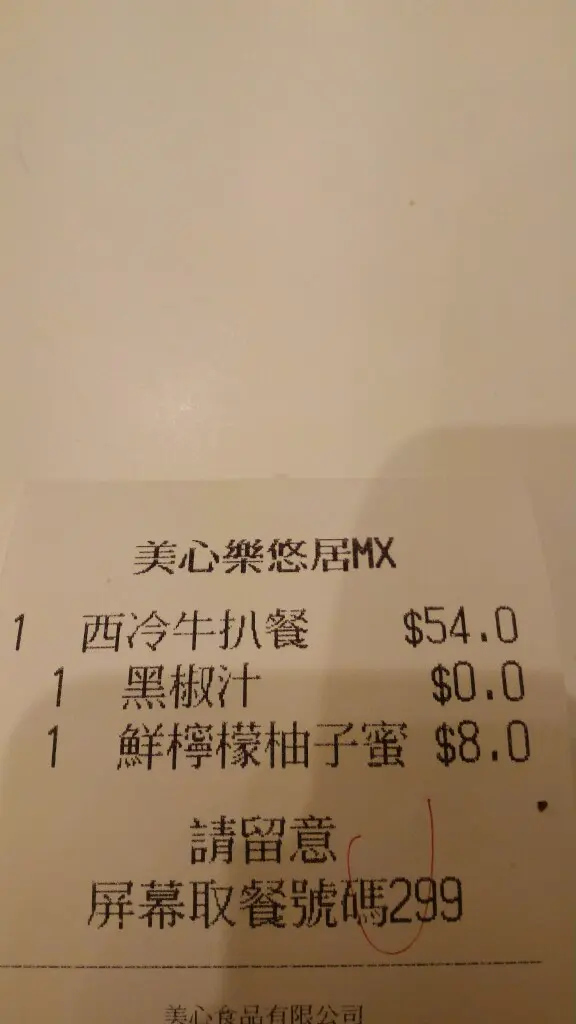 美心樂悠居MX
1 西冷牛扒餐 $54.0
1 黑椒汁 $0.0
1 鮮檸檬柚子蜜 $8.0
請留意
屏幕取餐號碼299
美心食品有限公司